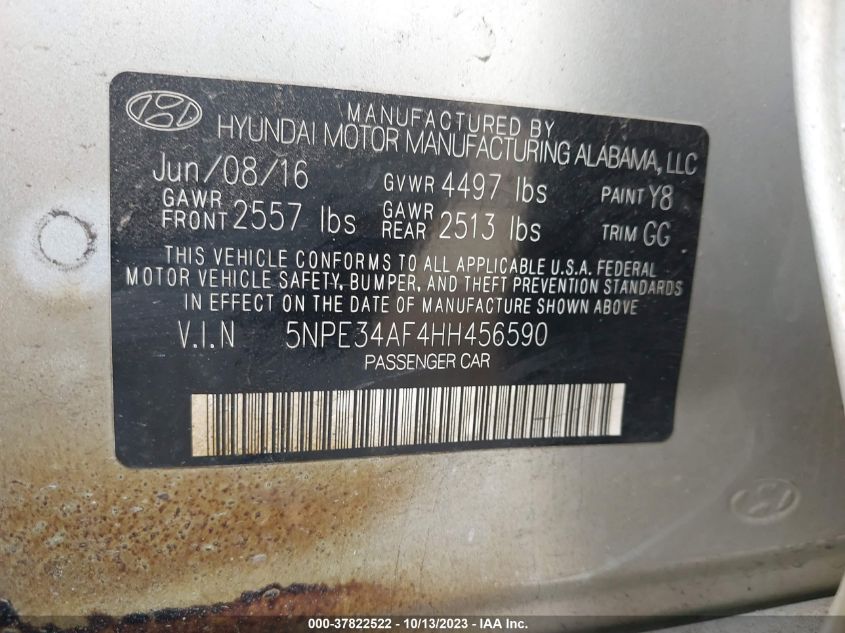 MANUFACTURED BY
HYUNDAI MOTOR MANUFACTURING ALABAMA, LLC
Jun/08/16 GVWR 4497 lbs PAINT Y8
GAWR FRONT 2557 lbs GAWR REAR 2513 lbs TRIM GG
THIS VEHICLE CONFORMS TO ALL APPLICABLE U.S.A. FEDERAL
MOTOR VEHICLE SAFETY, BUMPER, AND THEFT PREVENTION STANDARDS
IN EFFECT ON THE DATE OF MANUFACTURE SHOWN ABOVE
V.I.N 5NPE34AF4HH456590
PASSENGER CAR
000-37822522 - 10/13/2023 - IAA Inc.